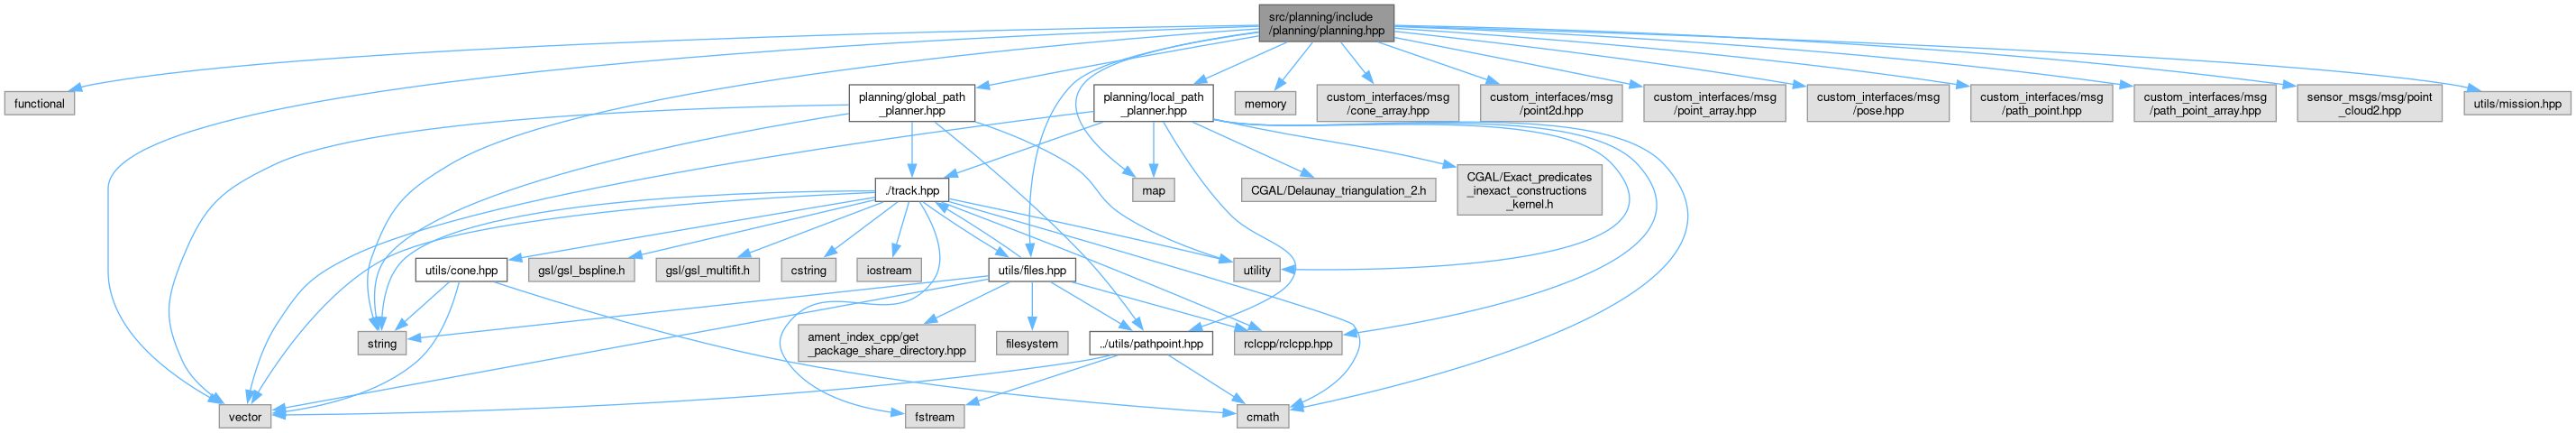 src/planning/include
/planning/planning.hpp
functional
planning/global_path
_planner.hpp
planning/local_path
_planner.hpp
memory
custom_interfaces/msg
/cone_array.hpp
custom_interfaces/msg
/point2d.hpp
custom_interfaces/msg
/point_array.hpp
custom_interfaces/msg
/pose.hpp
custom_interfaces/msg
/path_point.hpp
custom_interfaces/msg
/path_point_array.hpp
sensor_msgs/msg/point
_cloud2.hpp
utils/mission.hpp
./track.hpp
map
CGAL/Delaunay_triangulation_2.h
CGAL/Exact_predicates
_inexact_constructions
_kernel.h
utils/cone.hpp
gsl/gsl_bspline.h
gsl/gsl_multifit.h
cstring
iostream
utils/files.hpp
utility
string
ament_index_cpp/get
_package_share_directory.hpp
filesystem
../utils/pathpoint.hpp
rclcpp/rclcpp.hpp
vector
fstream
cmath